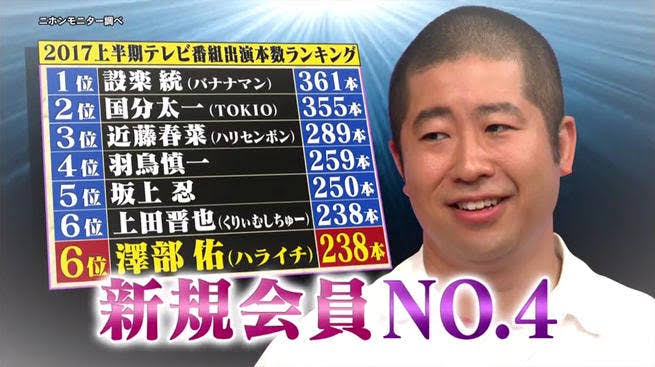 ニホンモニター調べ
2017上半期テレビ番組出演本数ランキング
1位 設楽 統(バナナマン) 361本
2位 国分太一(TOKIO) 355本
3位 近藤春菜(ハリセンボン) 289本
4位 羽鳥慎一 259本
5位 坂上 忍 250本
6位 上田晋也(くりぃむしちゅー) 238本
6位 澤部 佑(ハライチ) 238本
新規会員NO.4